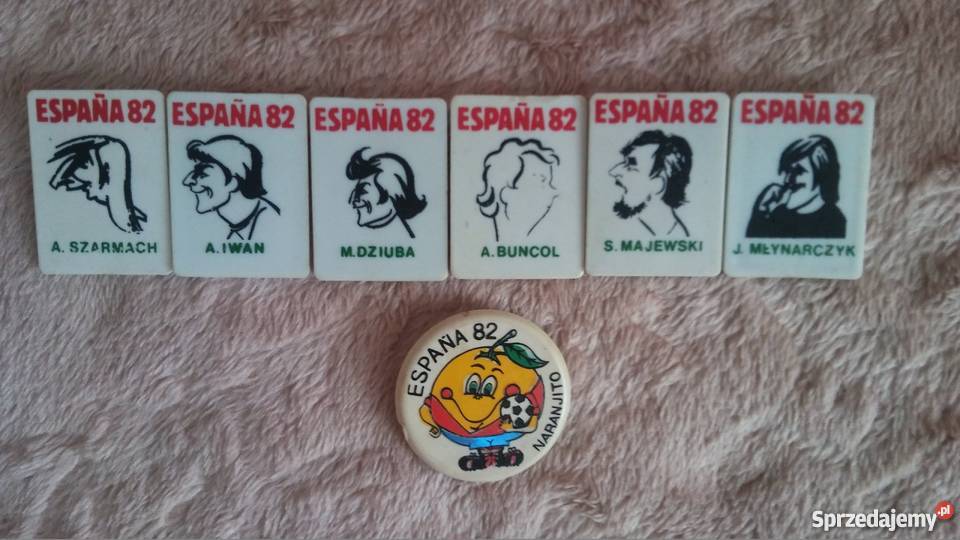 ESPAÑA 82
A. SZARMACH
ESPAÑA 82
A. IWAN
ESPAÑA 82
M. DZIUBA
ESPAÑA 82
A. BUNCOL
ESPAÑA 82
S. MAJEWSKI
ESPAÑA 82
J. MŁYNARCZYK
ESPAÑA 82
NARANJITO
Sprzedajemy.pl